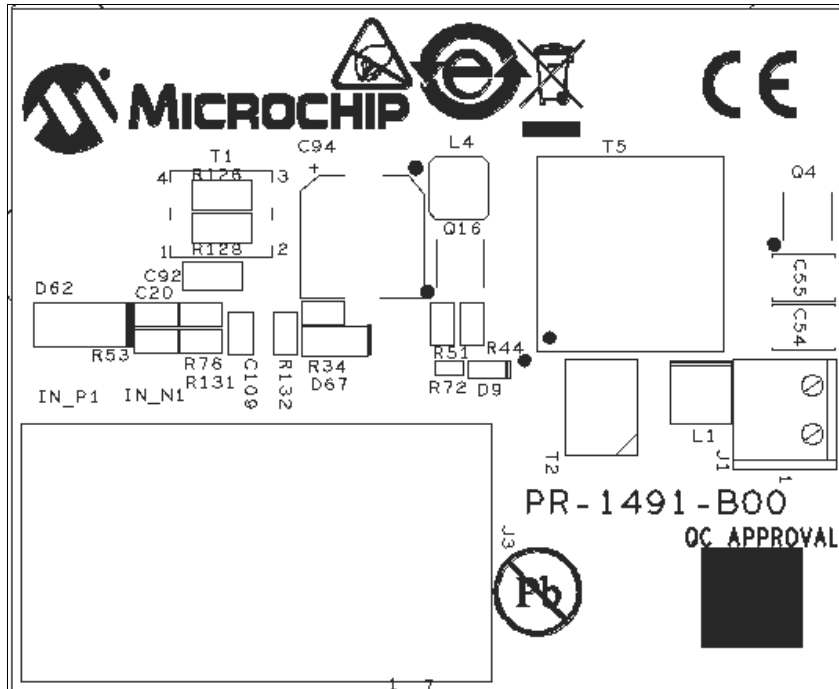 MICROCHIP
CE
C94
L4
T5
T1
Q4
4
R126
3
+
Q16
1
R128
2
C92
C55
D62
C20
C54
R53
R76
R131
C109
R132
R34
D67
R51
R44
R72
D9
IN_P1
IN_N1
T2
L1
J1
1
PR-1491-B00
QC APPROVAL
J3
Pb
1
7